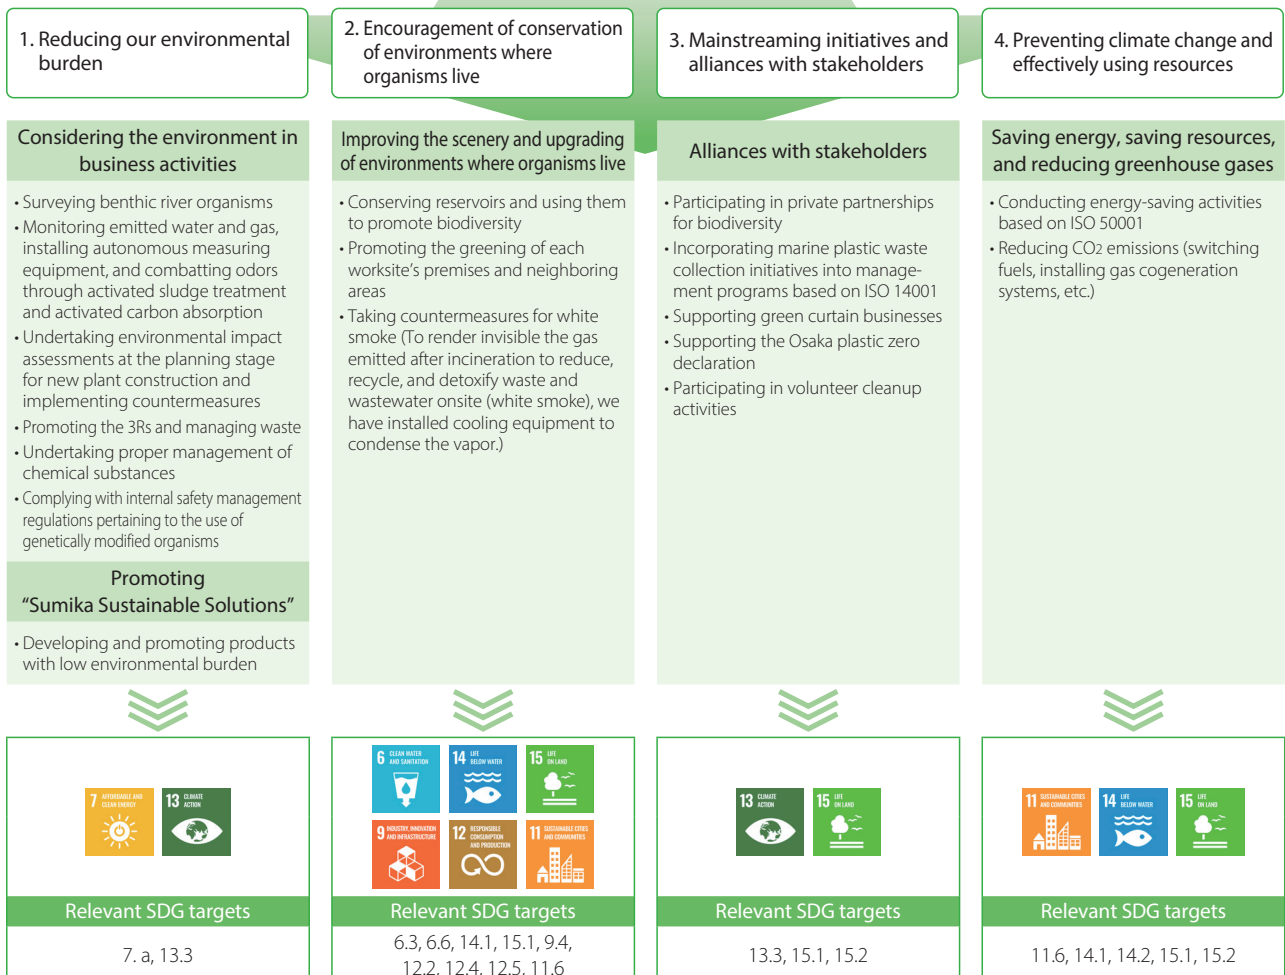 1. Reducing our environmental
burden
2. Encouragement of conservation
of environments where
organisms live
3. Mainstreaming initiatives and
alliances with stakeholders
4. Preventing climate change and
effectively using resources
Considering the environment in
business activities
• Surveying benthic river organisms
• Monitoring emitted water and gas,
installing autonomous measuring
equipment, and combatting odors
through activated sludge treatment
and activated carbon absorption
• Undertaking environmental impact
assessments at the planning stage
for new plant construction and
implementing countermeasures
• Promoting the 3Rs and managing waste
• Undertaking proper management of
chemical substances
• Complying with internal safety management
regulations pertaining to the use of
genetically modified organisms
Promoting
“Sumika Sustainable Solutions”
• Developing and promoting products
with low environmental burden
Improving the scenery and upgrading
of environments where organisms live
• Conserving reservoirs and using them
to promote biodiversity
• Promoting the greening of each
worksite’s premises and neighboring
areas
• Taking countermeasures for white
smoke (To render invisible the gas
emitted after incineration to reduce,
recycle, and detoxify waste and
wastewater onsite (white smoke), we
have installed cooling equipment to
condense the vapor.)
Alliances with stakeholders
• Participating in private partnerships
for biodiversity
• Incorporating marine plastic waste
collection initiatives into manage-
ment programs based on ISO 14001
• Supporting green curtain businesses
• Supporting the Osaka plastic zero
declaration
• Participating in volunteer cleanup
activities
Saving energy, saving resources,
and reducing greenhouse gases
• Conducting energy-saving activities
based on ISO 50001
• Reducing CO2 emissions (switching
fuels, installing gas cogeneration
systems, etc.)
7 AFFORDABLE AND
CLEAN ENERGY
13 CLIMATE
ACTION
Relevant SDG targets
7. a, 13.3
6 CLEAN WATER
AND SANITATION
14 LIFE
BELOW WATER
15 LIFE
ON LAND
9 INDUSTRY, INNOVATION
AND INFRASTRUCTURE
12 RESPONSIBLE
CONSUMPTION
AND PRODUCTION
11 SUSTAINABLE CITIES
AND COMMUNITIES
Relevant SDG targets
6.3, 6.6, 14.1, 15.1, 9.4,
12.2, 12.4, 12.5, 11.6
13 CLIMATE
ACTION
15 LIFE
ON LAND
Relevant SDG targets
13.3, 15.1, 15.2
11 SUSTAINABLE CITIES
AND COMMUNITIES
14 LIFE
BELOW WATER
15 LIFE
ON LAND
Relevant SDG targets
11.6, 14.1, 14.2, 15.1, 15.2